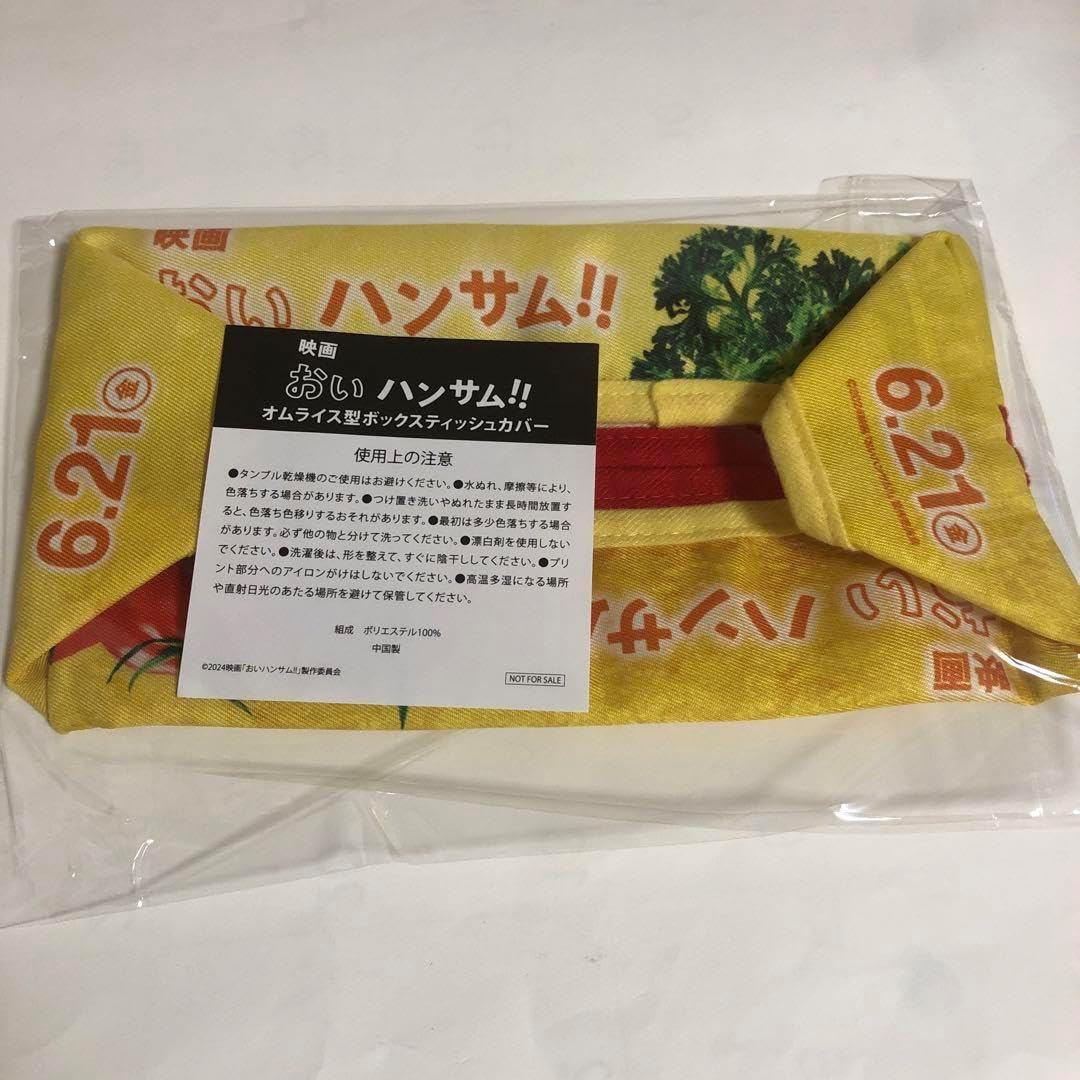 映画
おい ハンサム!!
6.21㊎
映画
おい ハンサム!!
オムライス型ボックスティッシュカバー
使用上の注意
●タンブル乾燥機のご使用はお避けください。●水ぬれ、摩擦等により、
色落ちする場合があります。●つけ置き洗いやぬれたまま長時間放置す
ると、色落ち色移りするおそれがあります。●最初は多少色落ちする場合
があります。必ず他の物と分けて洗ってください。●漂白剤を使用しない
でください。●洗濯後は、形を整えて、すぐに陰干ししてください。●プリ
ント部分へのアイロンがけはしないでください。●高温多湿になる場所
や直射日光のあたる場所を避けて保管してください。
組成 ポリエステル100%
中国製
©2024映画「おいハンサム!!」製作委員会
NOT FOR SALE
6.21㊎
映画
おい ハンサム